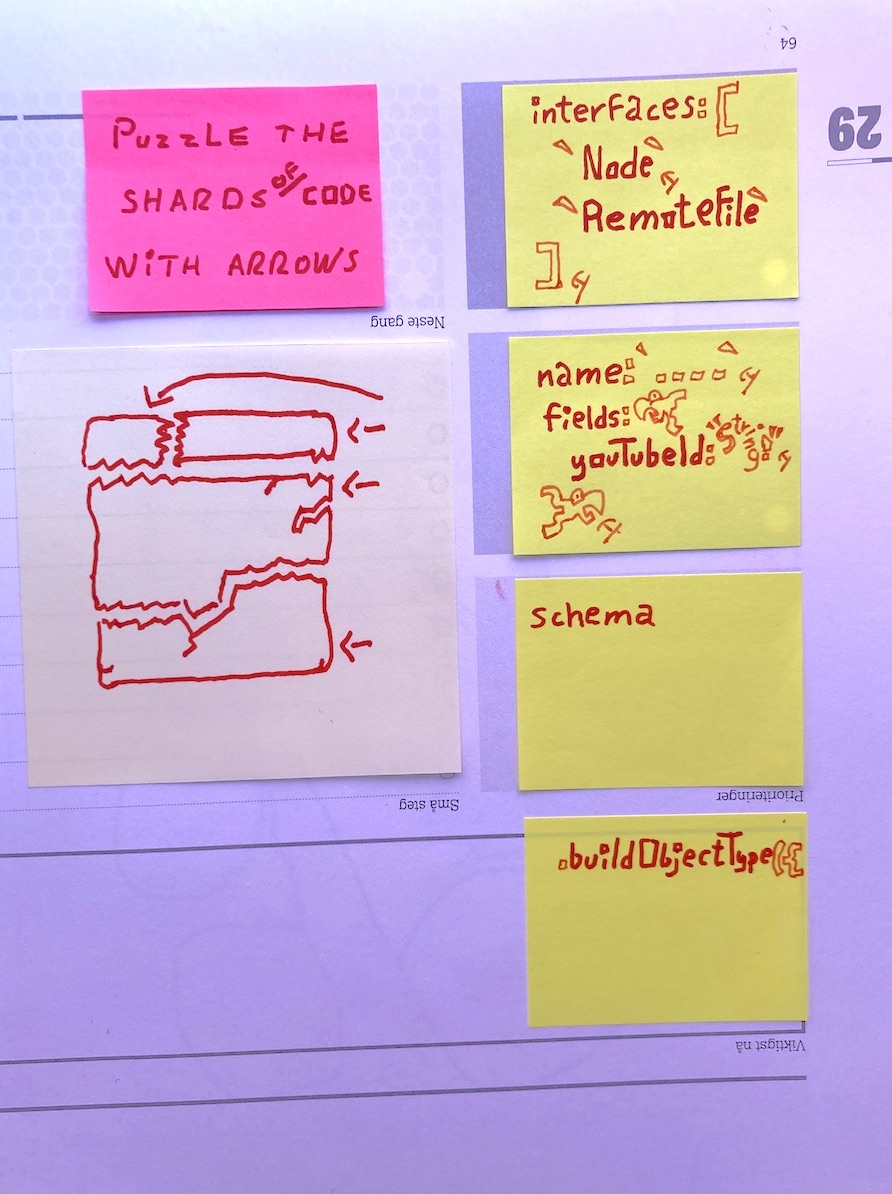 64
29
PUZZLE THE
SHARDS OF CODE
WITH ARROWS
Neste gang
interfaces: [
`Node`,
`RemoteFile`
],
name: `....`,
fields: {
youTubeId: "String",
},
schema
Prioriteringer
Små steg
.buildObjectType({
Viktigst nå